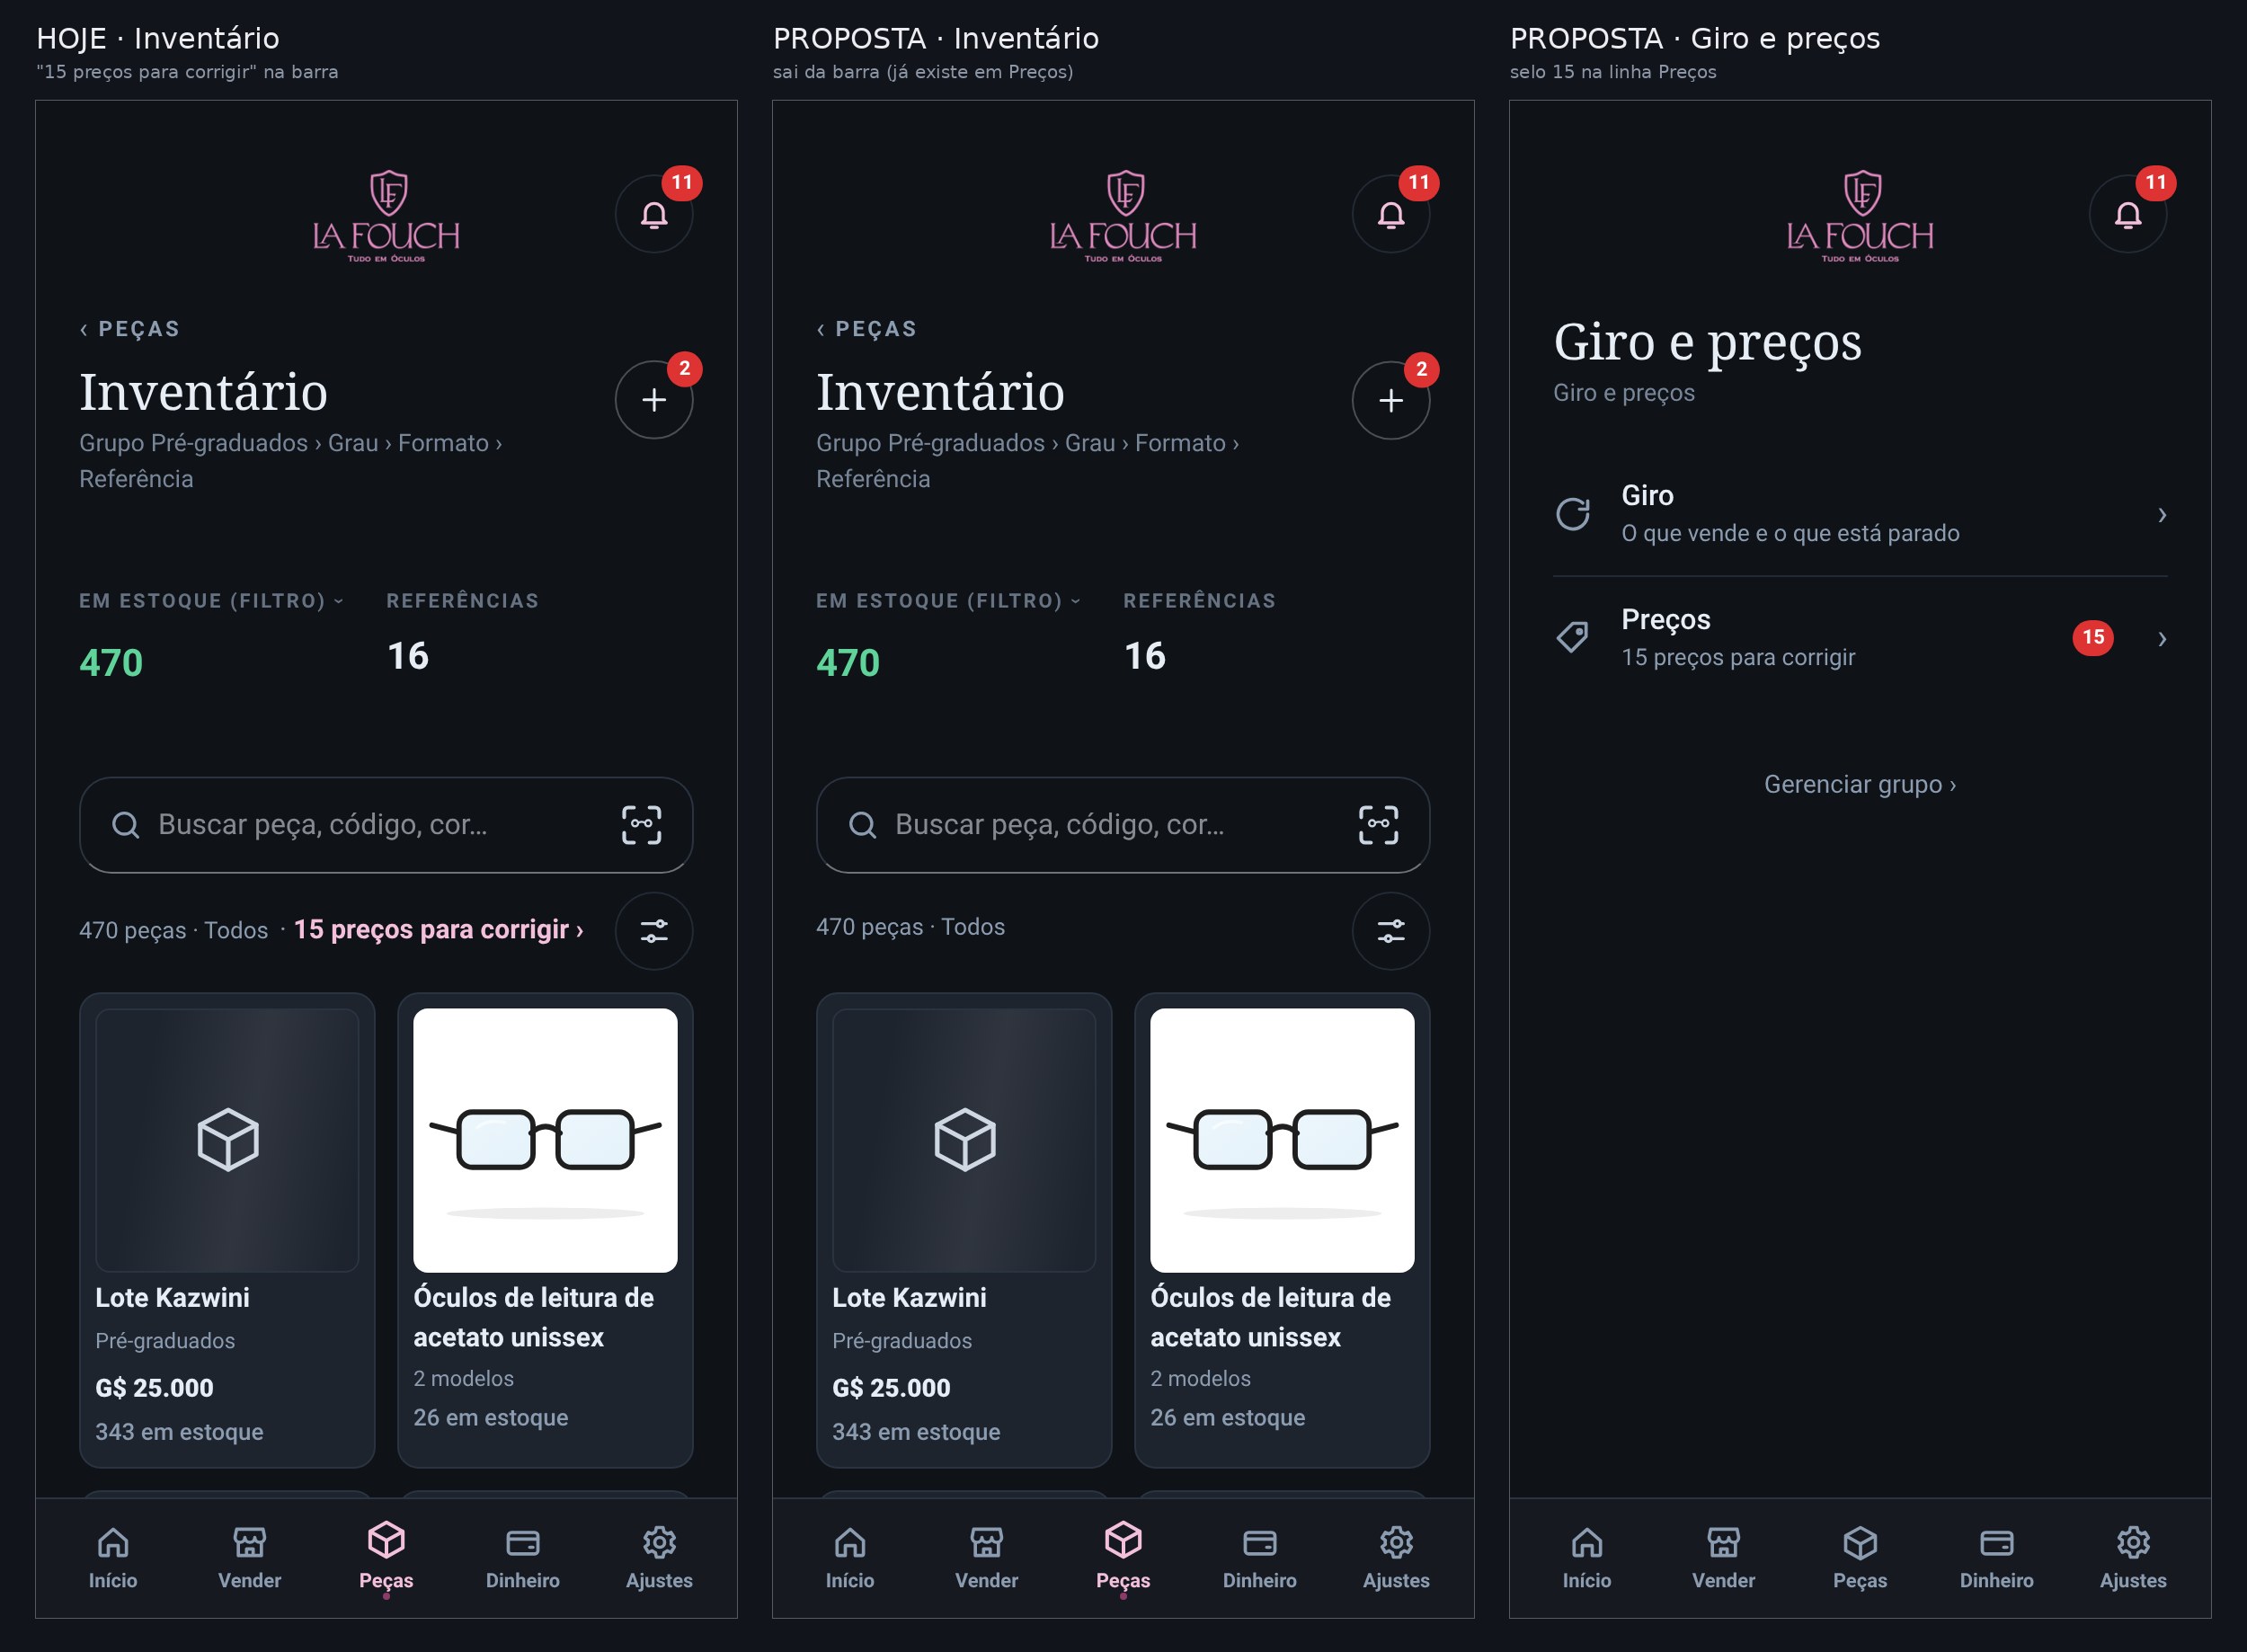 HOJE · Inventário
"15 preços para corrigir" na barra
11
LF
LA FOUCH
Tudo em Óculos
‹ PEÇAS
Inventário
2
Grupo Pré-graduados › Grau › Formato ›
Referência
EM ESTOQUE (FILTRO)
REFERÊNCIAS
470
16
Buscar peça, código, cor…
470 peças · Todos · 15 preços para corrigir ›
Lote Kazwini
Pré-graduados
G$ 25.000
343 em estoque
Óculos de leitura de
acetato unissex
2 modelos
26 em estoque
Início
Vender
Peças
Dinheiro
Ajustes
PROPOSTA · Inventário
sai da barra (já existe em Preços)
11
LF
LA FOUCH
Tudo em Óculos
‹ PEÇAS
Inventário
2
Grupo Pré-graduados › Grau › Formato ›
Referência
EM ESTOQUE (FILTRO)
REFERÊNCIAS
470
16
Buscar peça, código, cor…
470 peças · Todos
Lote Kazwini
Pré-graduados
G$ 25.000
343 em estoque
Óculos de leitura de
acetato unissex
2 modelos
26 em estoque
Início
Vender
Peças
Dinheiro
Ajustes
PROPOSTA · Giro e preços
selo 15 na linha Preços
11
LF
LA FOUCH
Tudo em Óculos
Giro e preços
Giro e preços
Giro
O que vende e o que está parado
›
Preços
15 preços para corrigir
15
›
Gerenciar grupo ›
Início
Vender
Peças
Dinheiro
Ajustes